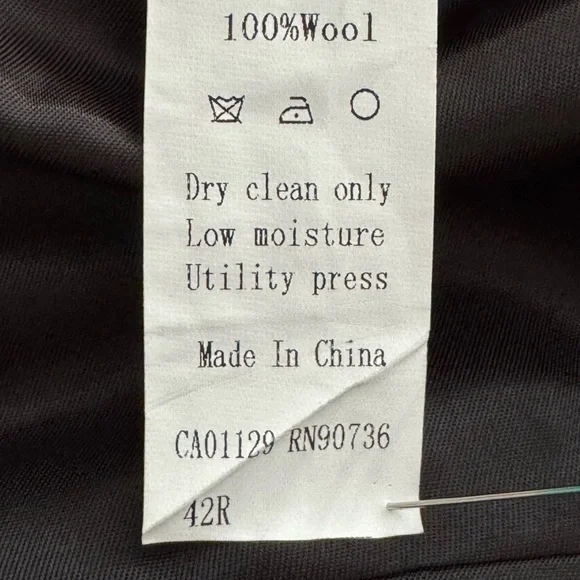 100%Wool
Dry clean only
Low moisture
Utility press
Made In China
CA01129 RN90736
42R